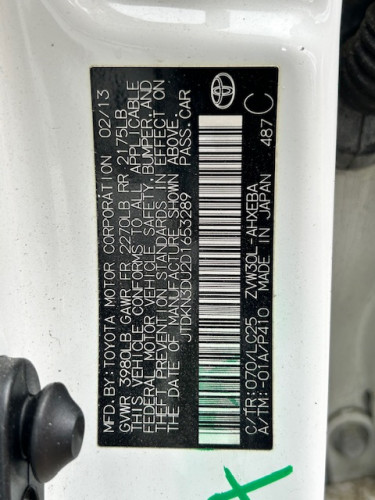 MFD. BY: TOYOTA MOTOR CORPORATION 02/13
GVWR 3980LB GAWR FR 2270LB RR 2175LB
THIS VEHICLE CONFORMS TO ALL APPLICABLE
FEDERAL MOTOR VEHICLE SAFETY, BUMPER, AND
THEFT PREVENTION STANDARDS IN EFFECT ON
THE DATE OF MANUFACTURE SHOWN ABOVE.
JTDKN3DU2D1653289 PASS. CAR
C/TR:070/LC25 ZVW30L-AHXEBA
A/TM:-01A/P410 MADE IN JAPAN 487
C